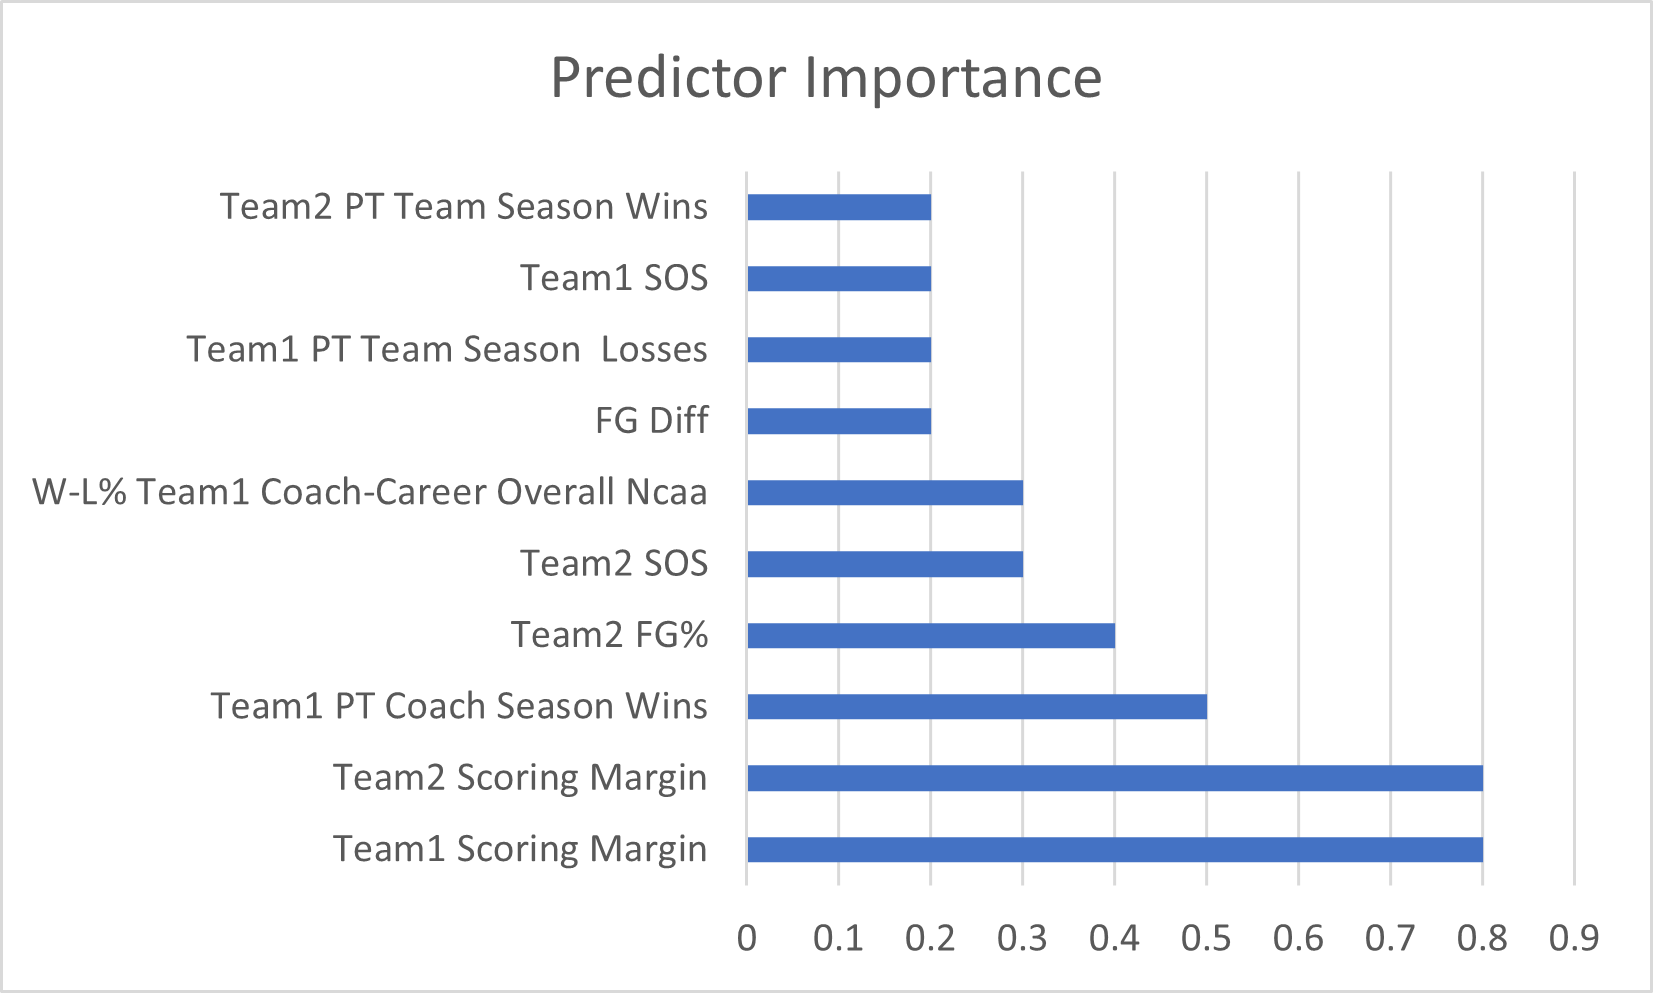 Predictor Importance
Team2 PT Team Season Wins
Team1 SOS
Team1 PT Team Season  Losses
FG Diff
W-L% Team1 Coach-Career Overall Ncaa
Team2 SOS
Team2 FG%
Team1 PT Coach Season Wins
Team2 Scoring Margin
Team1 Scoring Margin
0 0.1 0.2 0.3 0.4 0.5 0.6 0.7 0.8 0.9